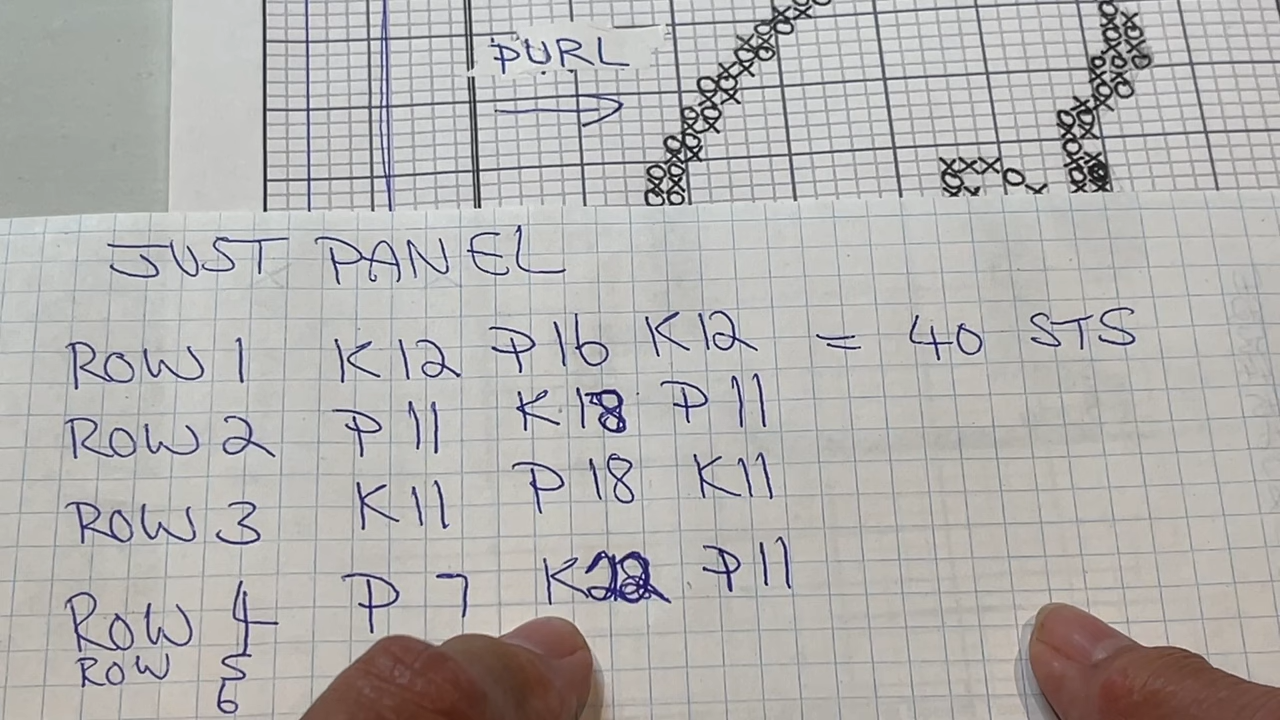 PURL
JUST PANEL
ROW 1 K12 P16 K12 = 40 STS
ROW 2 P11 K18 P11
ROW 3 K11 P18 K11
ROW 4 P7 K22 P11
ROW 5
6